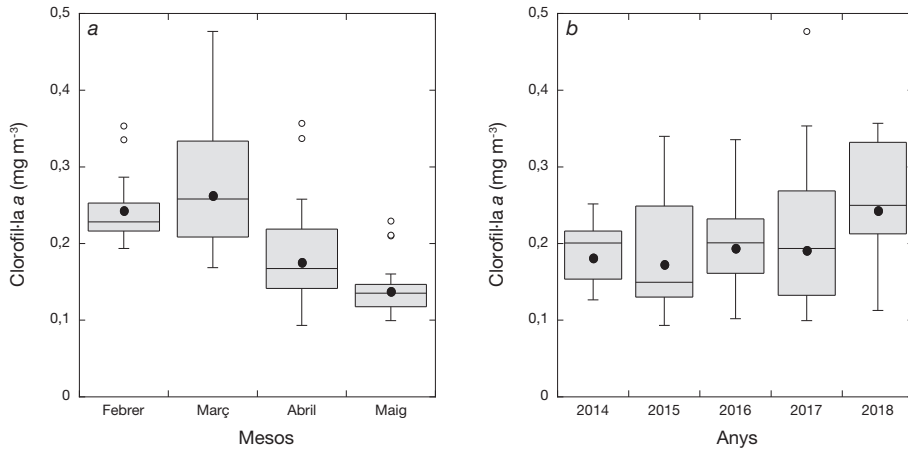 a
0,5
0,4
0,3
0,2
0,1
0
Clorofil·la a (mg m-3)
Febrer Març Abril Maig
Mesos
b
0,5
0,4
0,3
0,2
0,1
0
Clorofil·la a (mg m-3)
2014 2015 2016 2017 2018
Anys